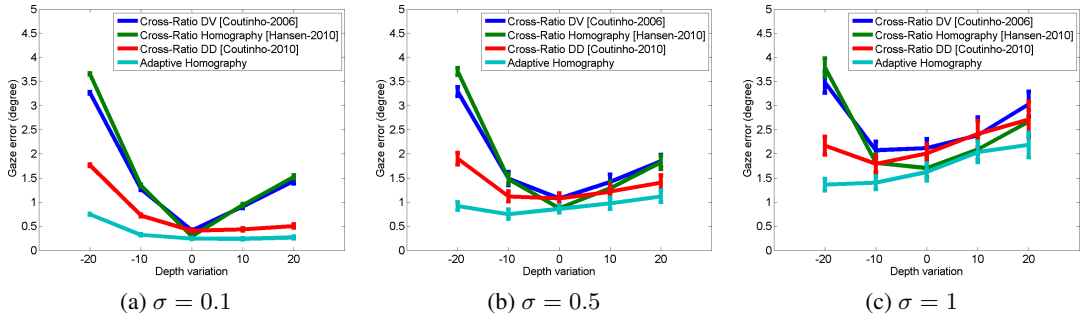 5
4.5
4
3.5
3
2.5
2
1.5
1
0.5
0
Gaze error (degree)
-20 -10 0 10 20
Depth variation
Cross-Ratio DV [Coutinho-2006]
Cross-Ratio Homography [Hansen-2010]
Cross-Ratio DD [Coutinho-2010]
Adaptive Homography
(a) σ = 0.1
5
4.5
4
3.5
3
2.5
2
1.5
1
0.5
0
Gaze error (degree)
-20 -10 0 10 20
Depth variation
Cross-Ratio DV [Coutinho-2006]
Cross-Ratio Homography [Hansen-2010]
Cross-Ratio DD [Coutinho-2010]
Adaptive Homography
(b) σ = 0.5
5
4.5
4
3.5
3
2.5
2
1.5
1
0.5
0
Gaze error (degree)
-20 -10 0 10 20
Depth variation
Cross-Ratio DV [Coutinho-2006]
Cross-Ratio Homography [Hansen-2010]
Cross-Ratio DD [Coutinho-2010]
Adaptive Homography
(c) σ = 1